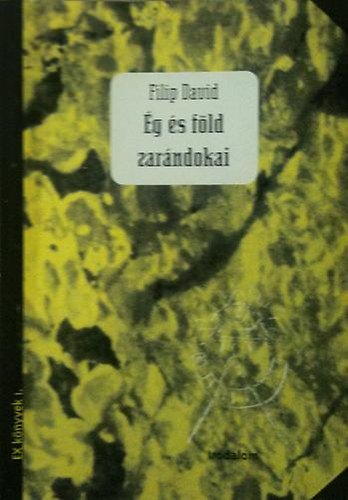 Filip David
Ég és föld
zarándokai
EX könyvek 1.
Irodalom